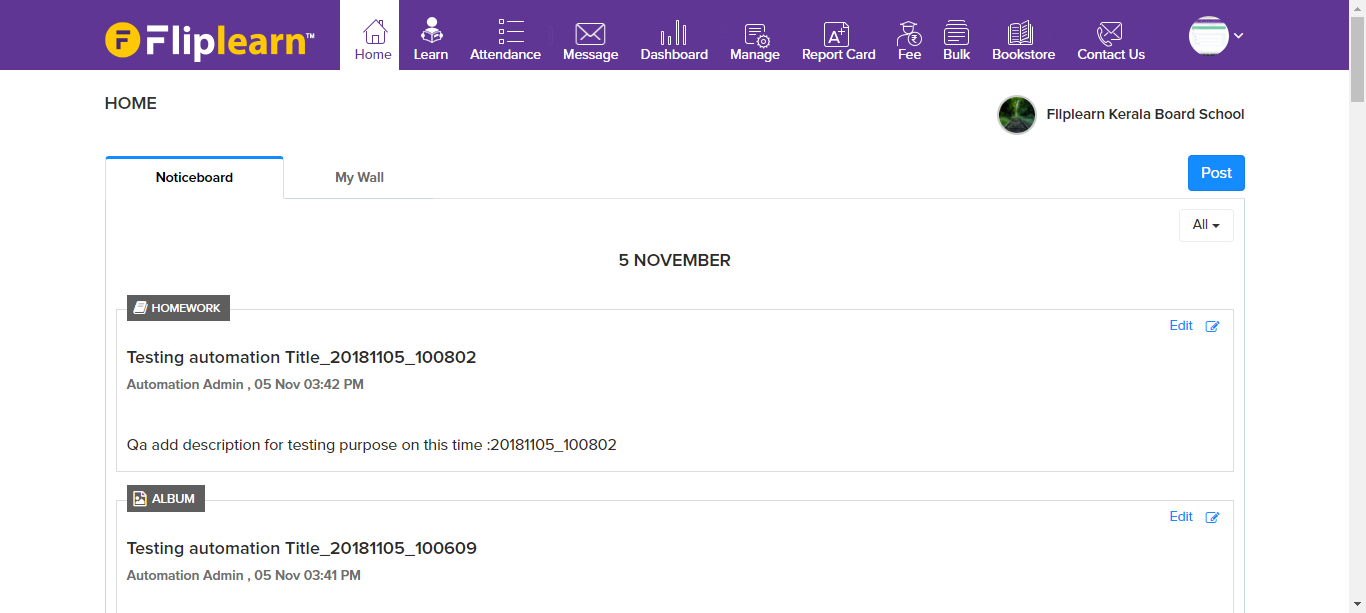 Fliplearn™
Home
Learn
Attendance
Message
Dashboard
Manage
Report Card
Fee
Bulk
Bookstore
Contact Us
HOME
Fliplearn Kerala Board School
Noticeboard
My Wall
Post
All
5 NOVEMBER
HOMEWORK
Edit
Testing automation Title_20181105_100802
Automation Admin , 05 Nov 03:42 PM
Qa add description for testing purpose on this time :20181105_100802
ALBUM
Edit
Testing automation Title_20181105_100609
Automation Admin , 05 Nov 03:41 PM